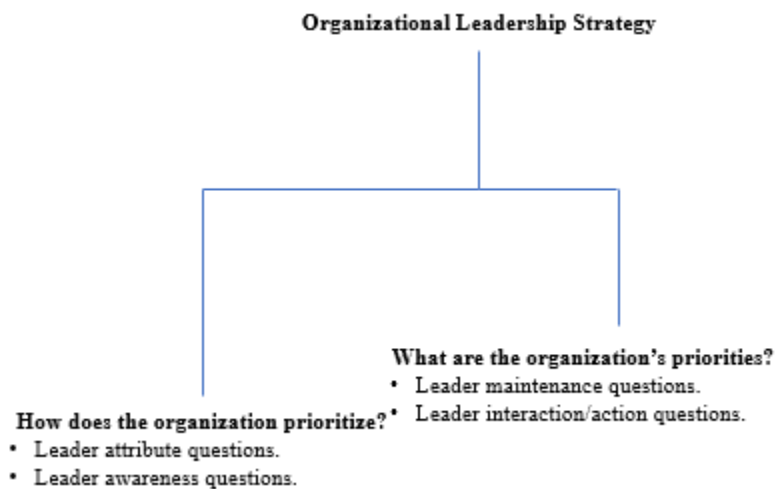 Organizational Leadership Strategy
What are the organization’s priorities?
• Leader maintenance questions.
• Leader interaction/action questions.
How does the organization prioritize?
• Leader attribute questions.
• Leader awareness questions.